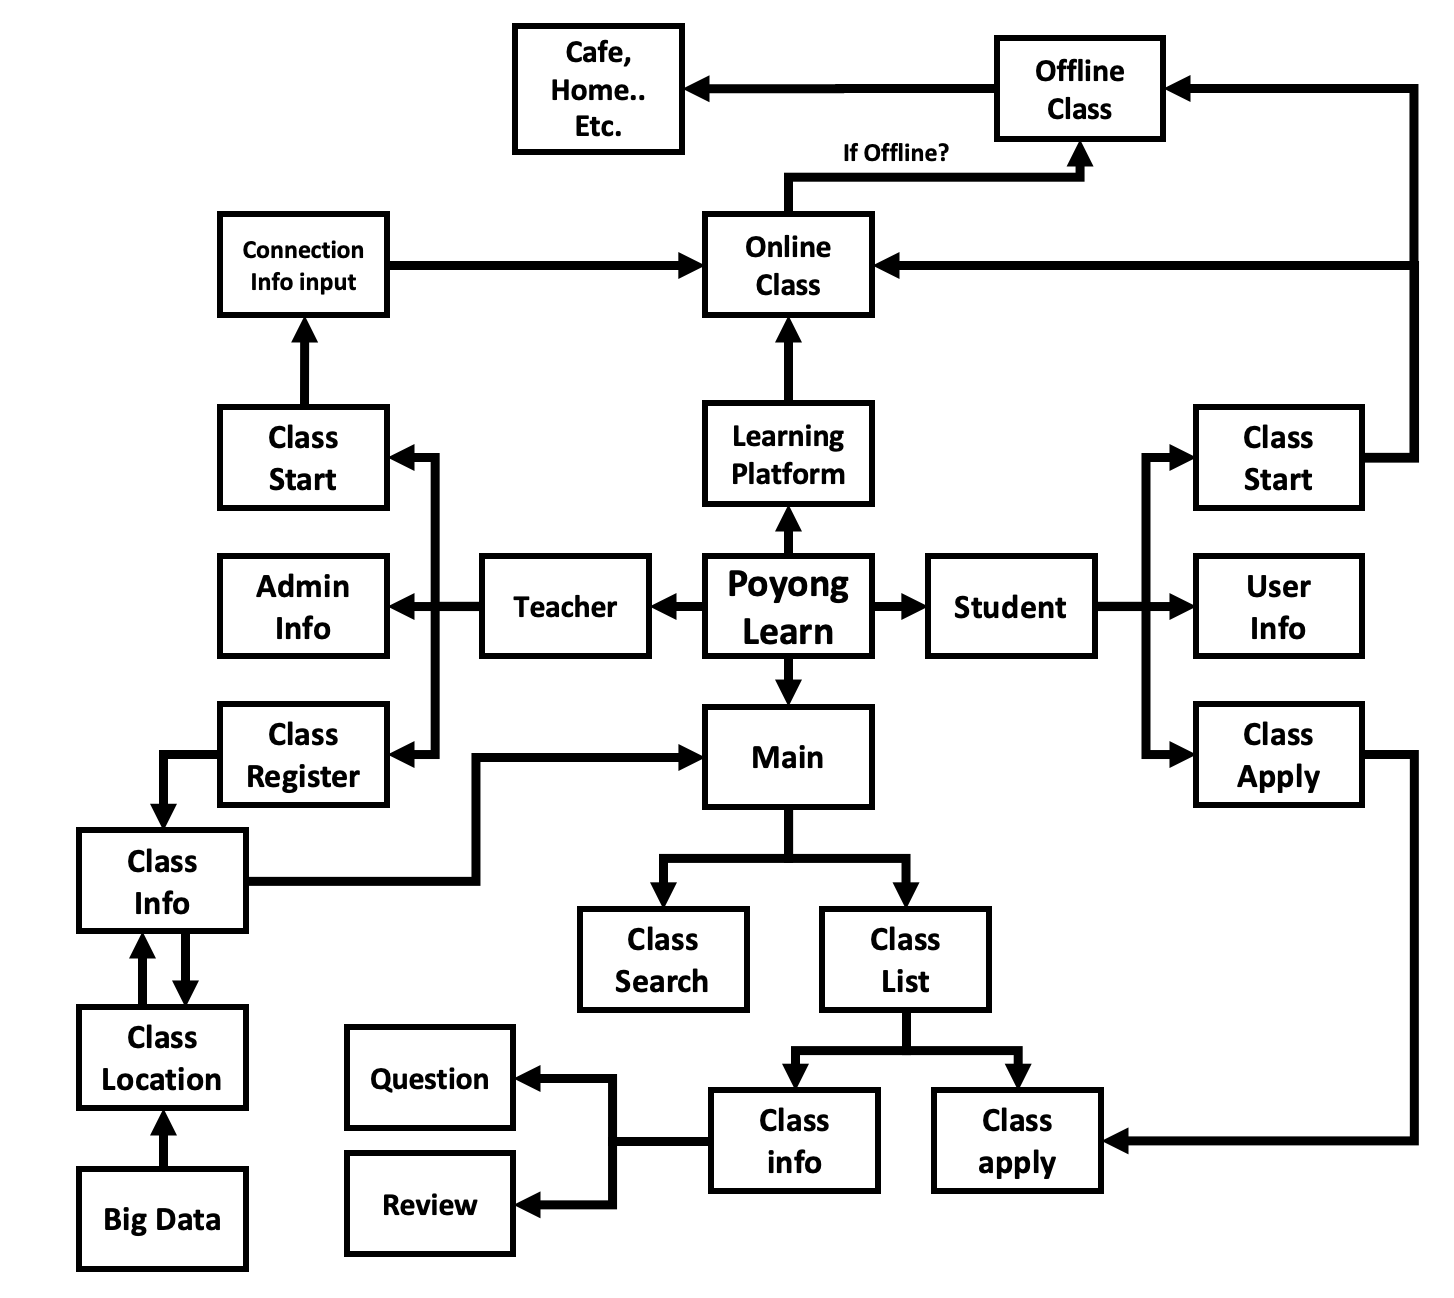 Cafe,
Home..
Etc.
Offline
Class
If Offline?
Connection
Info input
Online
Class
Class
Start
Learning
Platform
Class
Start
Admin
Info
Teacher
Poyong
Learn
Student
User
Info
Class
Register
Main
Class
Apply
Class
Info
Class
Search
Class
List
Class
Location
Question
Class
info
Class
apply
Big Data
Review